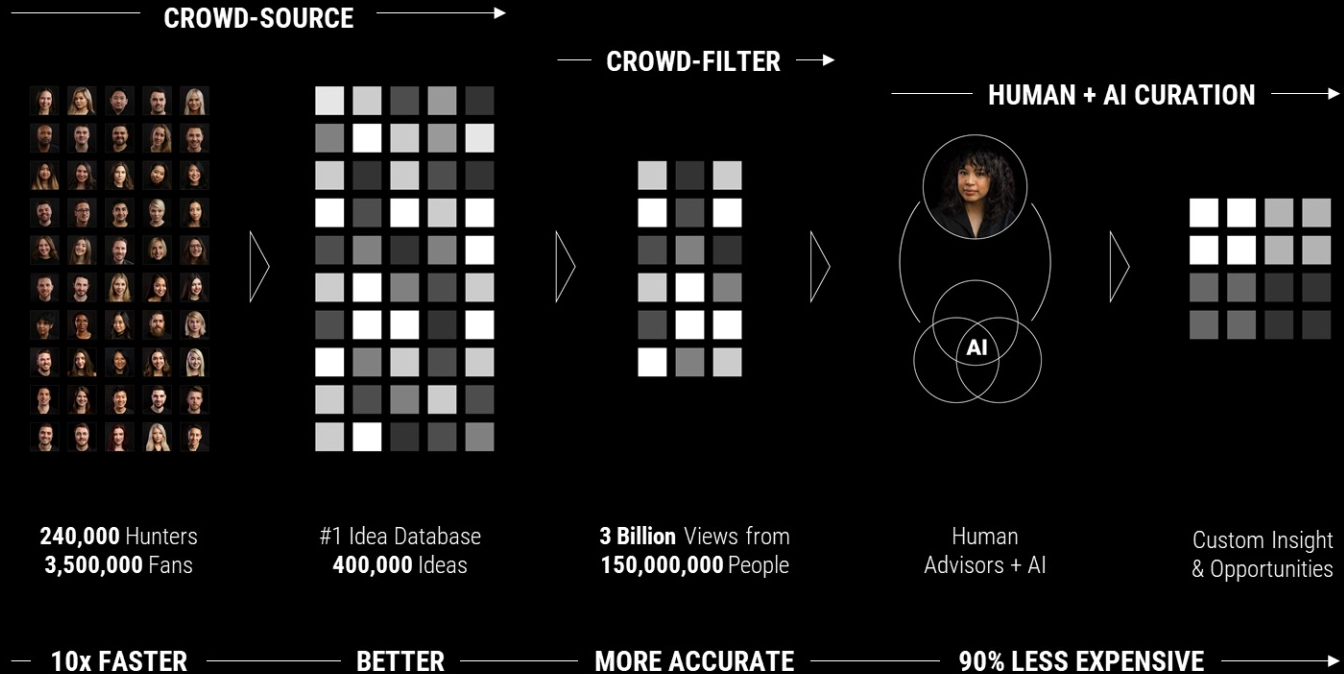 CROWD-SOURCE
CROWD-FILTER
HUMAN + AI CURATION
AI
240,000 Hunters
3,500,000 Fans
#1 Idea Database
400,000 Ideas
3 Billion Views from
150,000,000 People
Human
Advisors + AI
Custom Insight
& Opportunities
10x FASTER
BETTER
MORE ACCURATE
90% LESS EXPENSIVE